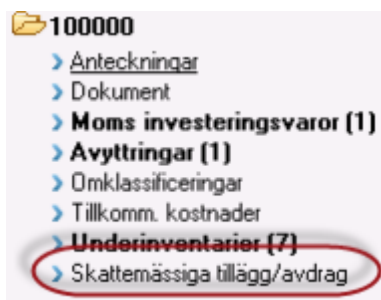 100000
Anteckningar
Dokument
Moms investeringsvaror (1)
Avyttringar (1)
Omklassificeringar
Tillkomm. kostnader
Underinventarier (7)
Skattemässiga tillägg/avdrag